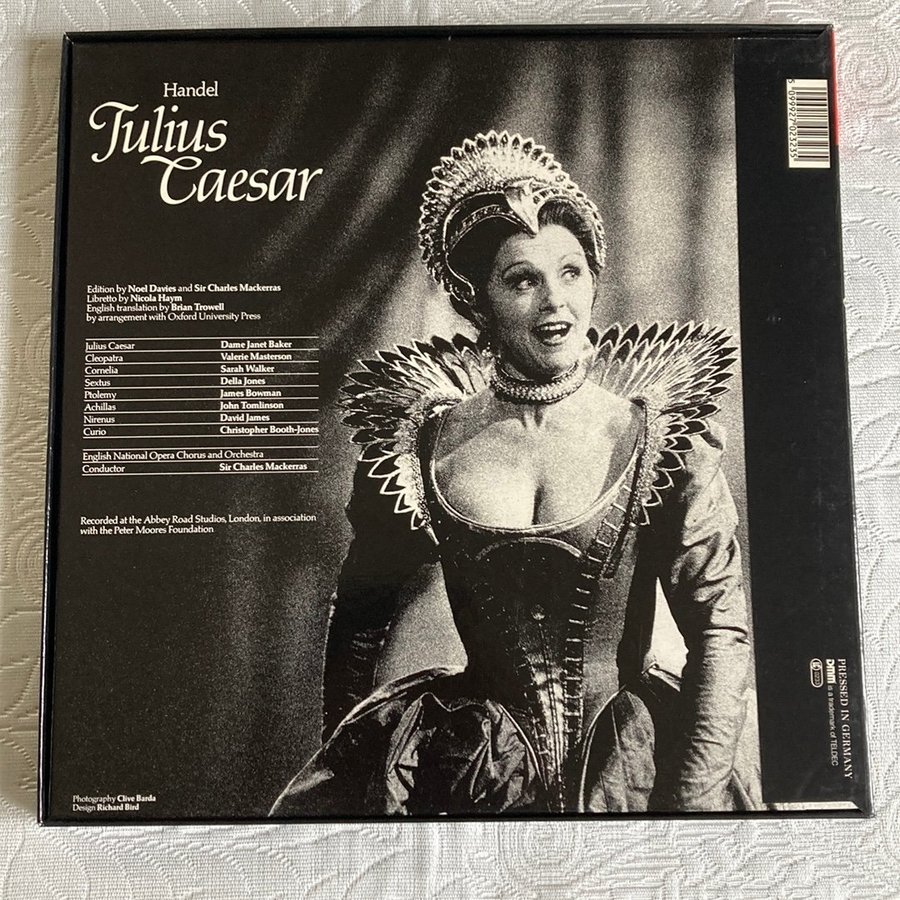 Handel
Julius
Caesar
Edition by Noel Davies and Sir Charles Mackerras
Libretto by Nicola Haym
English translation by Brian Trowell
by arrangement with Oxford University Press
Julius Caesar Dame Janet Baker
Cleopatra Valerie Masterson
Cornelia Sarah Walker
Sextus Della Jones
Ptolemy James Bowman
Achillas John Tomlinson
Nirenus David James
Curio Christopher Booth-Jones
English National Opera Chorus and Orchestra
Conductor Sir Charles Mackerras
Recorded at the Abbey Road Studios, London, in association
with the Peter Moores Foundation
Photography Clive Barda
Design Richard Bird
5 099927 023235
PRESSED IN GERMANY
DMM is a trademark of TELDEC